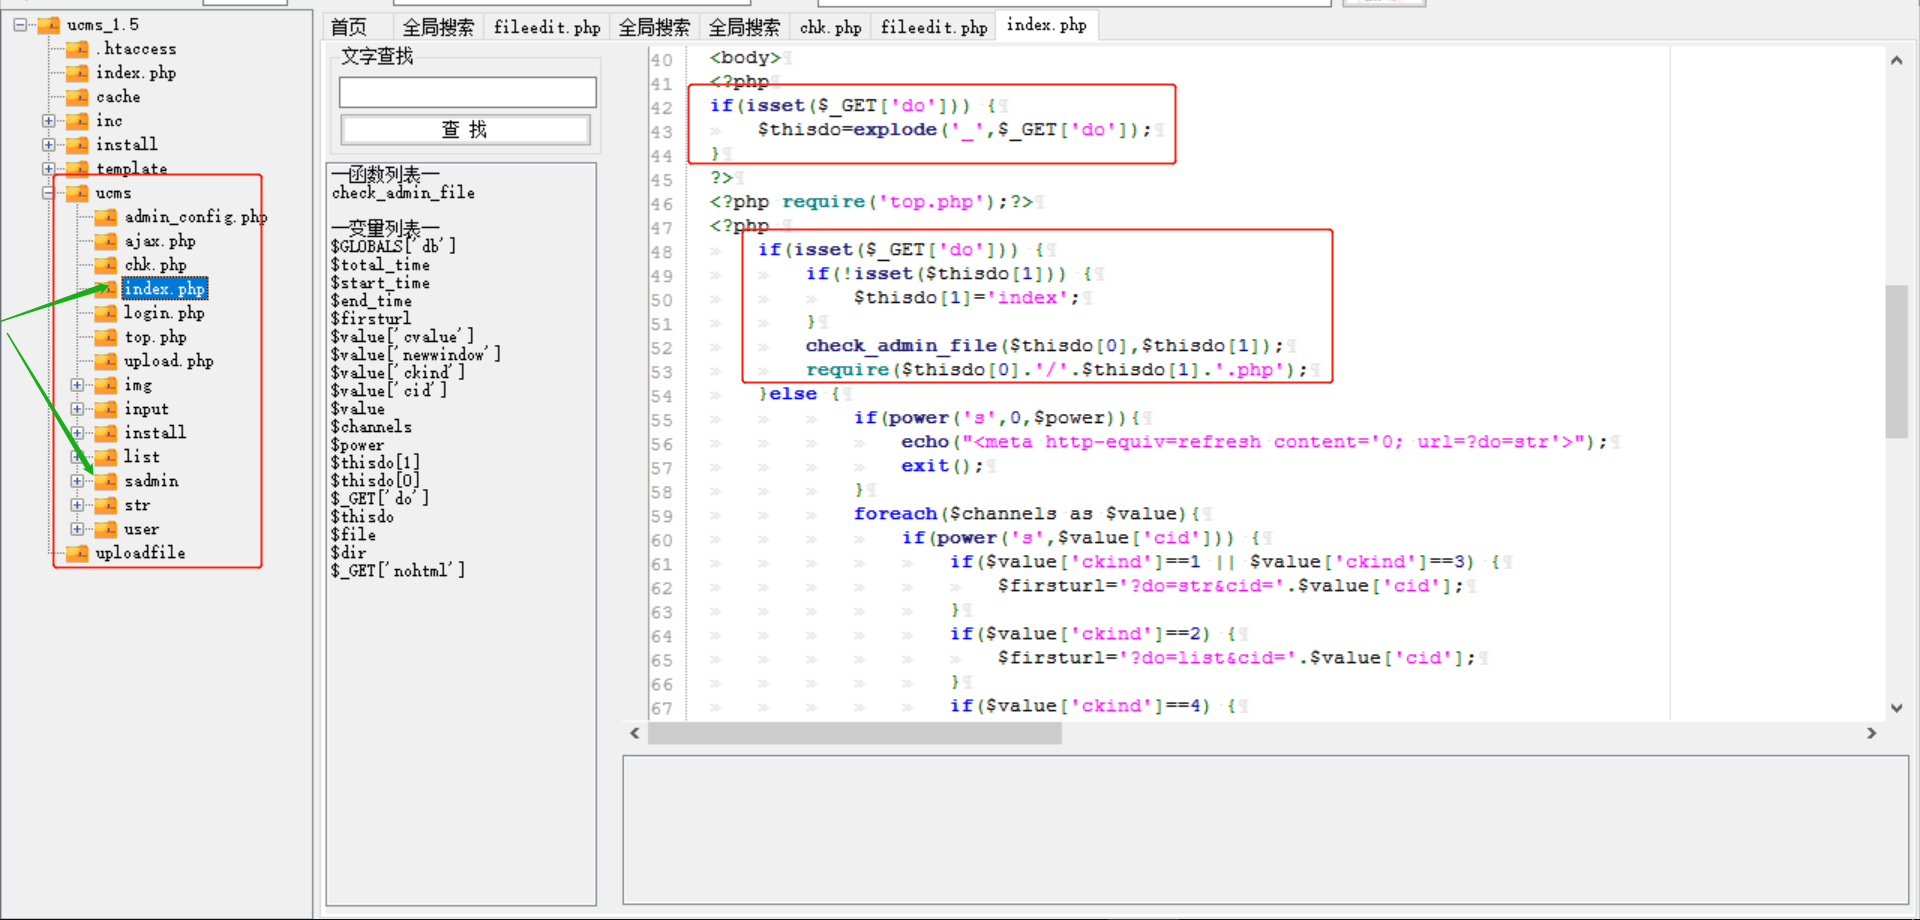 ucms_1.5
.htaccess
index.php
cache
inc
install
template
ucms
admin_config.php
ajax.php
chk.php
index.php
login.php
top.php
upload.php
img
input
install
list
sadmin
str
user
uploadfile
首页 全局搜索 fileedit.php 全局搜索 全局搜索 chk.php fileedit.php index.php
文字查找
查 找
—函数列表—
check_admin_file
—变量列表—
$GLOBALS['db']
$total_time
$start_time
$end_time
$firsturl
$value['cvalue']
$value['newwindow']
$value['ckind']
$value['cid']
$value
$channels
$power
$thisdo[1]
$thisdo[0]
$_GET['do']
$thisdo
$file
$dir
$_GET['nohtml']
40 <body>
41 <?php
42 if(isset($_GET['do'])) {
43 $thisdo=explode('_',$_GET['do']);
44 }
45 ?>
46 <?php require('top.php');?>
47 <?php
48 if(isset($_GET['do'])) {
49 if(!isset($thisdo[1])) {
50 $thisdo[1]='index';
51 }
52 check_admin_file($thisdo[0],$thisdo[1]);
53 require($thisdo[0].'/'.$thisdo[1].'.php');
54 }else {
55 if(power('s',0,$power)){
56 echo("<meta http-equiv=refresh content='0; url=?do=str'>");
57 exit();
58 }
59 foreach($channels as $value){
60 if(power('s',$value['cid'])) {
61 if($value['ckind']==1 || $value['ckind']==3) {
62 $firsturl='?do=str&cid='.$value['cid'];
63 }
64 if($value['ckind']==2) {
65 $firsturl='?do=list&cid='.$value['cid'];
66 }
67 if($value['ckind']==4) {